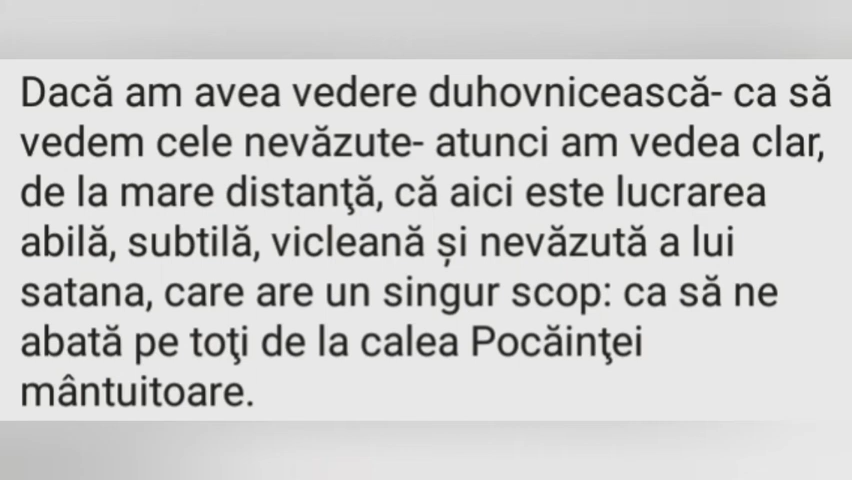 Dacă am avea vedere duhovnicească- ca să
vedem cele nevăzute- atunci am vedea clar,
de la mare distanţă, că aici este lucrarea
abilă, subtilă, vicleană și nevăzută a lui
satana, care are un singur scop: ca să ne
abată pe toţi de la calea Pocăinţei
mântuitoare.